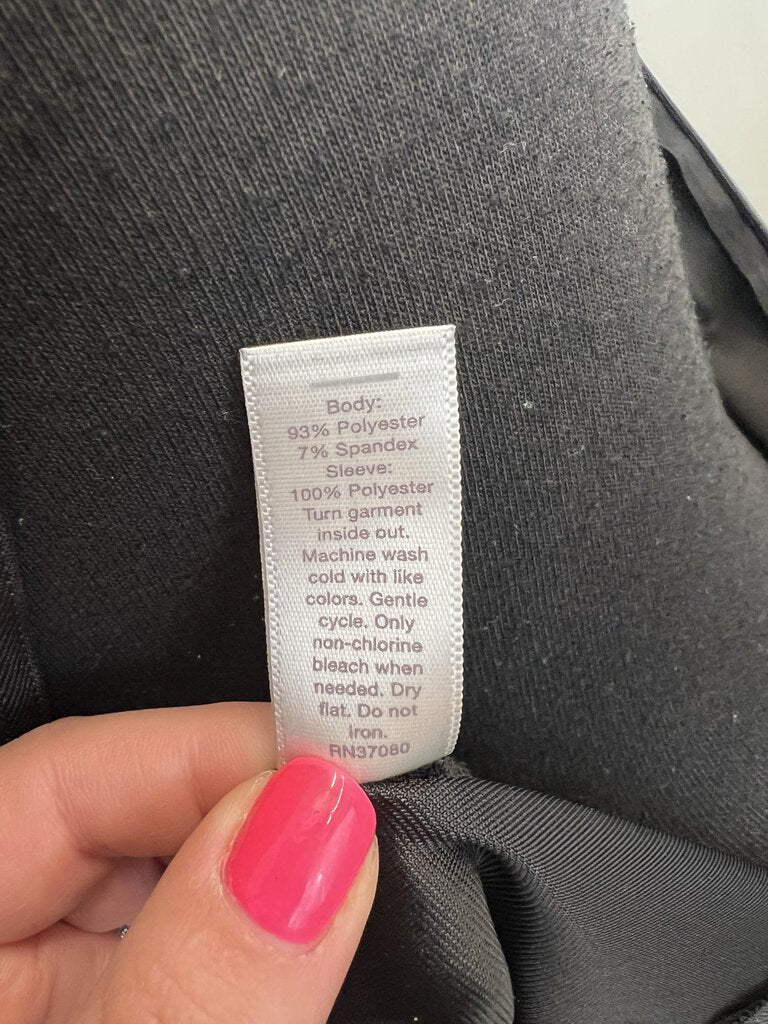 Body:
93% Polyester
7% Spandex
Sleeve:
100% Polyester
Turn garment
inside out.
Machine wash
cold with like
colors. Gentle
cycle. Only
non-chlorine
bleach when
needed. Dry
flat. Do not
iron.
RN37080